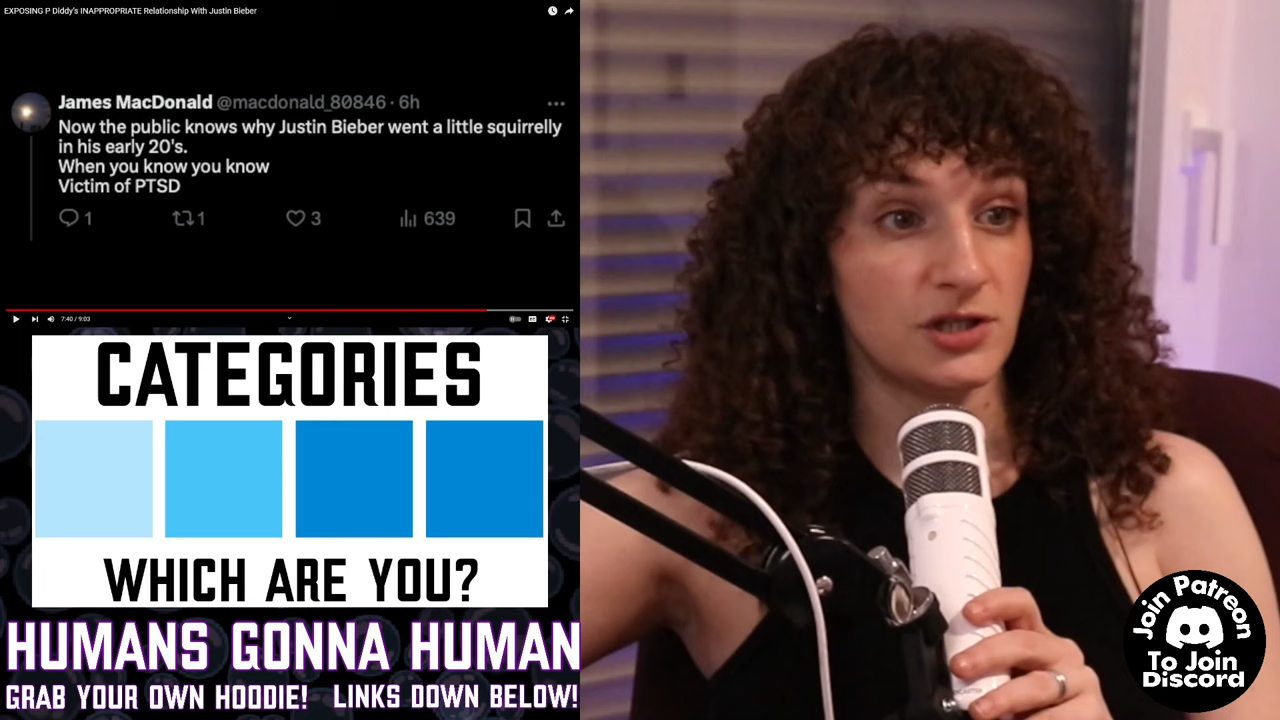 EXPOSING P Diddy's INAPPROPRIATE Relationship With Justin Bieber
James MacDonald @macdonald_80846 · 6h
Now the public knows why Justin Bieber went a little squirrelly
in his early 20's.
When you know you know
Victim of PTSD
1 1 3 639
7:40 / 9:03
CATEGORIES
WHICH ARE YOU?
HUMANS GONNA HUMAN
GRAB YOUR OWN HOODIE! LINKS DOWN BELOW!
Join Patreon
To Join
Discord